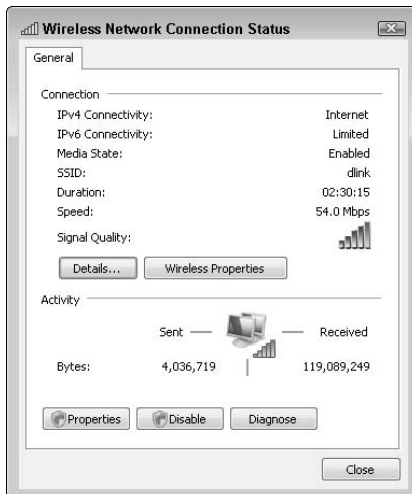 Wireless Network Connection Status
General
Connection
IPv4 Connectivity: Internet
IPv6 Connectivity: Limited
Media State: Enabled
SSID: dlink
Duration: 02:30:15
Speed: 54.0 Mbps
Signal Quality:
Details... Wireless Properties
Activity
Sent Received
Bytes: 4,036,719 119,089,249
Properties Disable Diagnose
Close